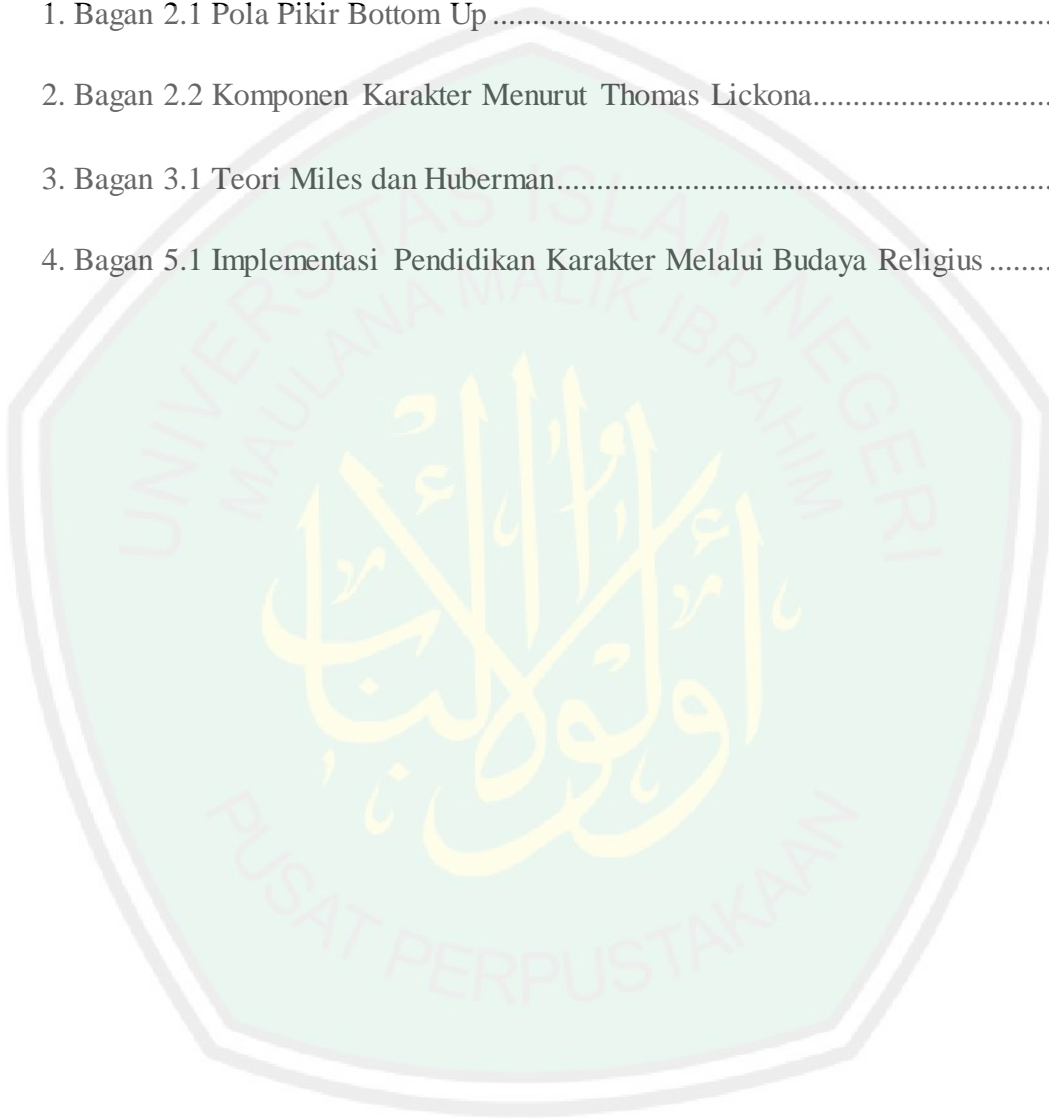 1. Bagan 2.1 Pola Pikir Bottom Up ......................................................................
2. Bagan 2.2 Komponen Karakter Menurut Thomas Lickona.............................
3. Bagan 3.1 Teori Miles dan Huberman.............................................................
4. Bagan 5.1 Implementasi Pendidikan Karakter Melalui Budaya Religius ........
UNIVERSITAS ISLAM NEGERI
MAULANA MALIK IBRAHIM
PUSAT PERPUSTAKAAN